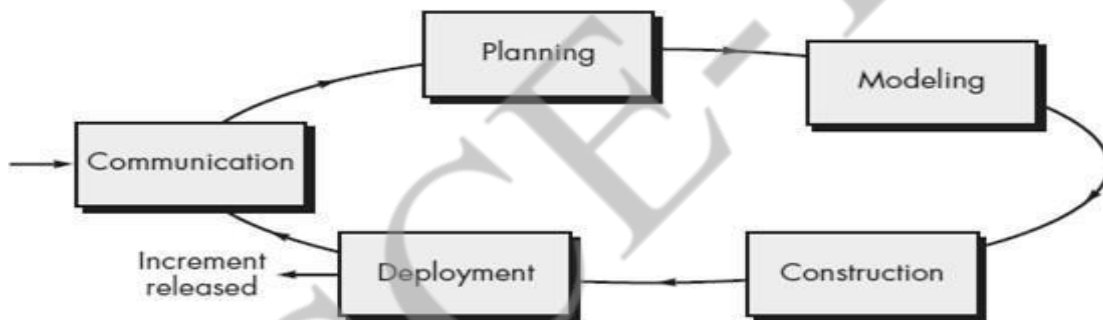 Planning
Modeling
Communication
Increment
released
Deployment
Construction